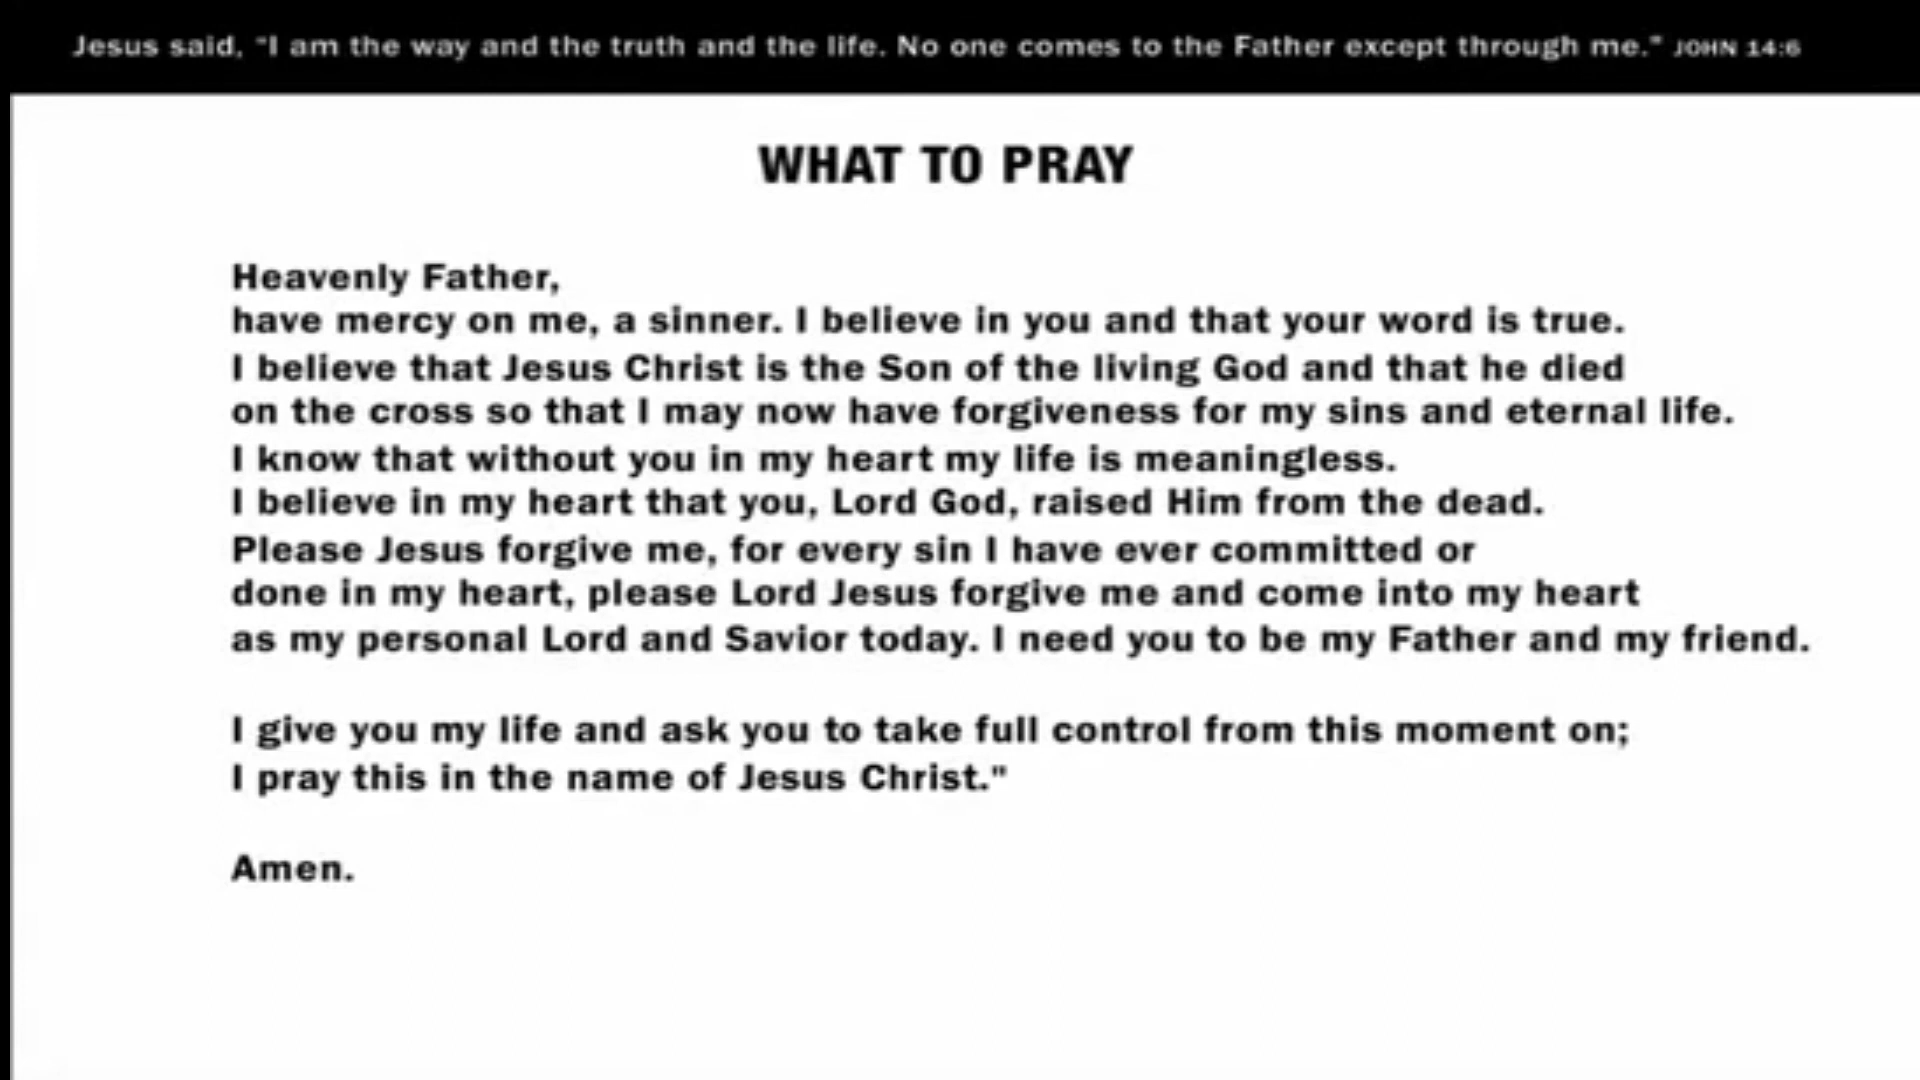 Jesus said, "I am the way and the truth and the life. No one comes to the Father except through me." JOHN 14:6
WHAT TO PRAY
Heavenly Father,
have mercy on me, a sinner. I believe in you and that your word is true.
I believe that Jesus Christ is the Son of the living God and that he died
on the cross so that I may now have forgiveness for my sins and eternal life.
I know that without you in my heart my life is meaningless.
I believe in my heart that you, Lord God, raised Him from the dead.
Please Jesus forgive me, for every sin I have ever committed or
done in my heart, please Lord Jesus forgive me and come into my heart
as my personal Lord and Savior today. I need you to be my Father and my friend.
I give you my life and ask you to take full control from this moment on;
I pray this in the name of Jesus Christ."
Amen.